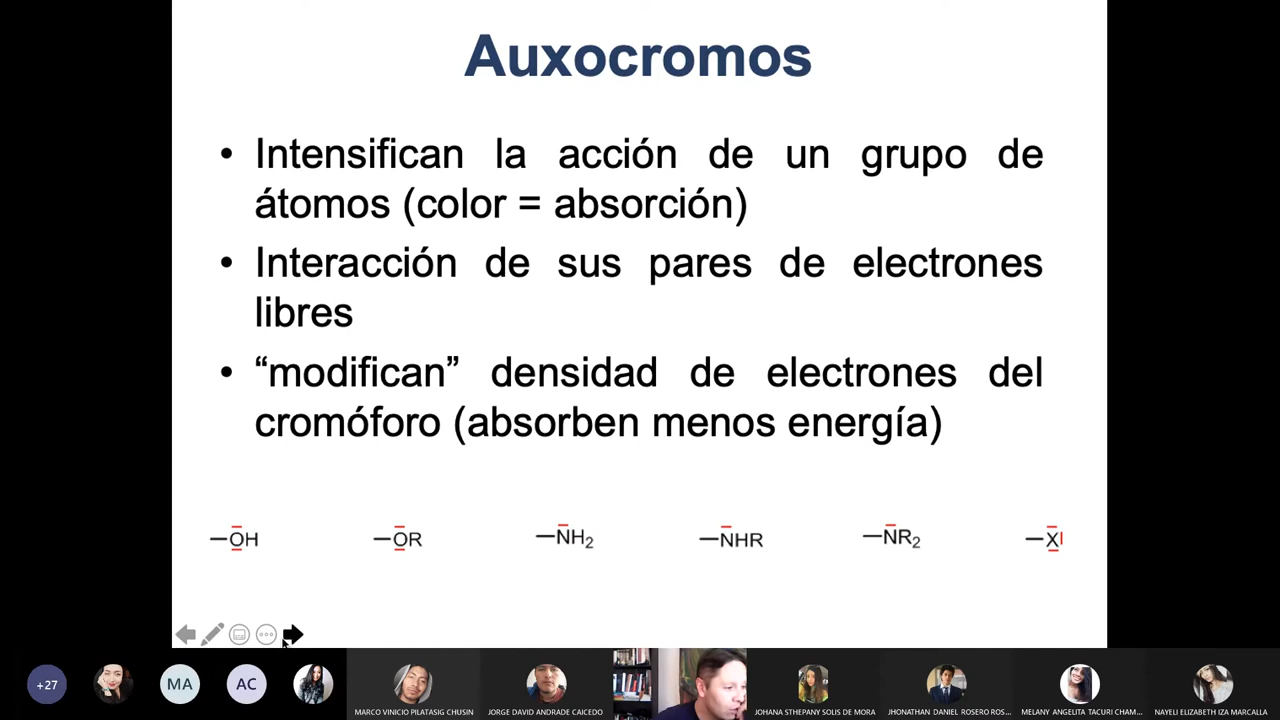 Auxocromos
• Intensifican la acción de un grupo de
átomos (color = absorción)
• Interacción de sus pares de electrones
libres
• “modifican” densidad de electrones del
cromóforo (absorben menos energía)
—OH —OR —NH₂ —NHR —NR₂ —X
+27 MA AC
MARCO VINICIO PILATASIG CHUSIN JORGE DAVID ANDRADE CAICEDO JOHANA STHEPANY SOLIS DE MORA JHONATHAN DANIEL ROSERO ROS... MELANY ANGELITA TACURI CHAM... NAYELI ELIZABETH IZA MARCALLA